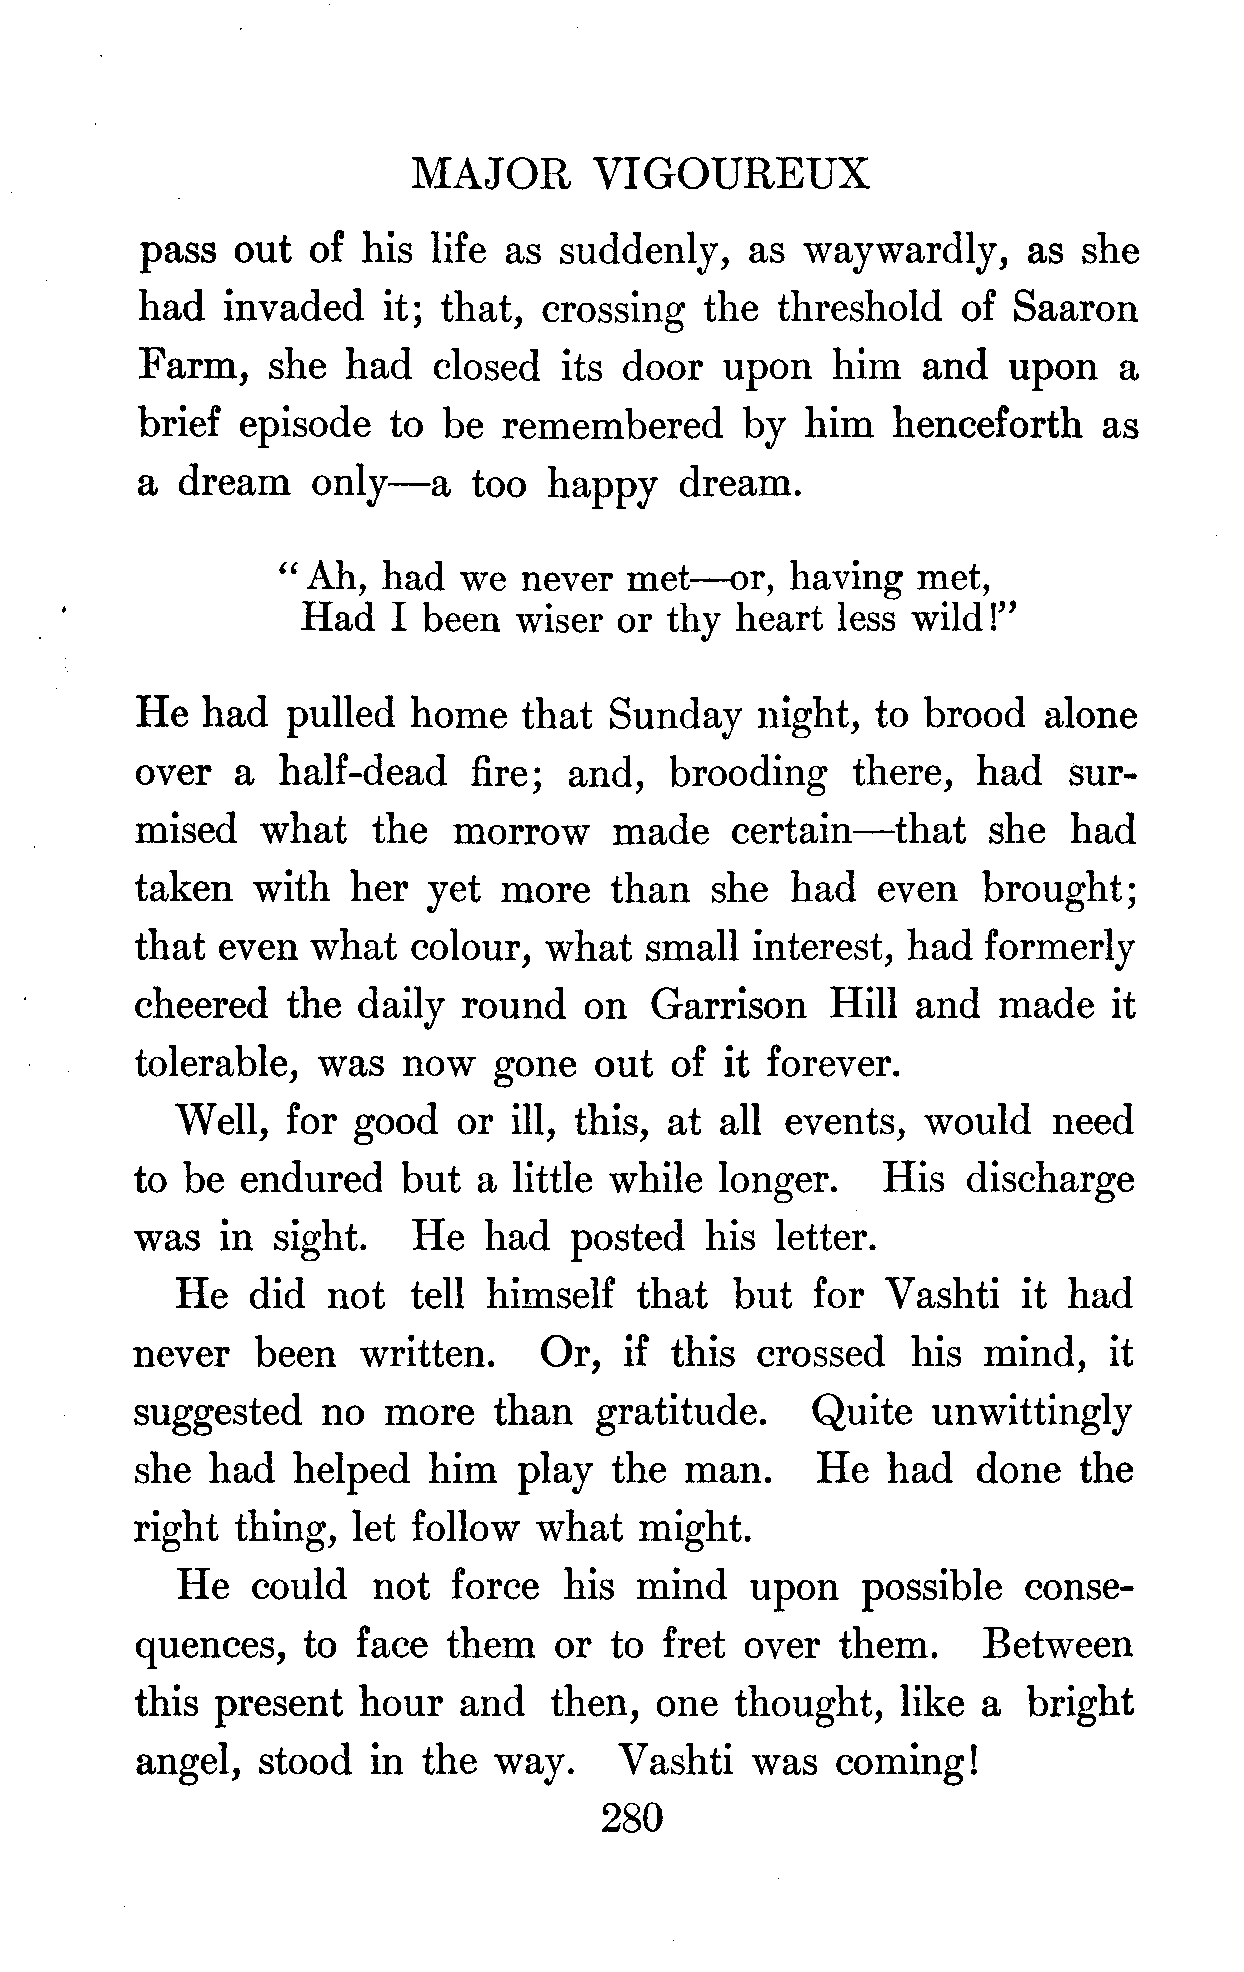 MAJOR VIGOUREUX
pass out of his life as suddenly, as waywardly, as she
had invaded it; that, crossing the threshold of Saaron
Farm, she had closed its door upon him and upon a
brief episode to be remembered by him henceforth as
a dream only—a too happy dream.
“Ah, had we never met—or, having met,
Had I been wiser or thy heart less wild!”
He had pulled home that Sunday night, to brood alone
over a half-dead fire; and, brooding there, had sur-
mised what the morrow made certain—that she had
taken with her yet more than she had even brought;
that even what colour, what small interest, had formerly
cheered the daily round on Garrison Hill and made it
tolerable, was now gone out of it forever.
Well, for good or ill, this, at all events, would need
to be endured but a little while longer. His discharge
was in sight. He had posted his letter.
He did not tell himself that but for Vashti it had
never been written. Or, if this crossed his mind, it
suggested no more than gratitude. Quite unwittingly
she had helped him play the man. He had done the
right thing, let follow what might.
He could not force his mind upon possible conse-
quences, to face them or to fret over them. Between
this present hour and then, one thought, like a bright
angel, stood in the way. Vashti was coming!
280